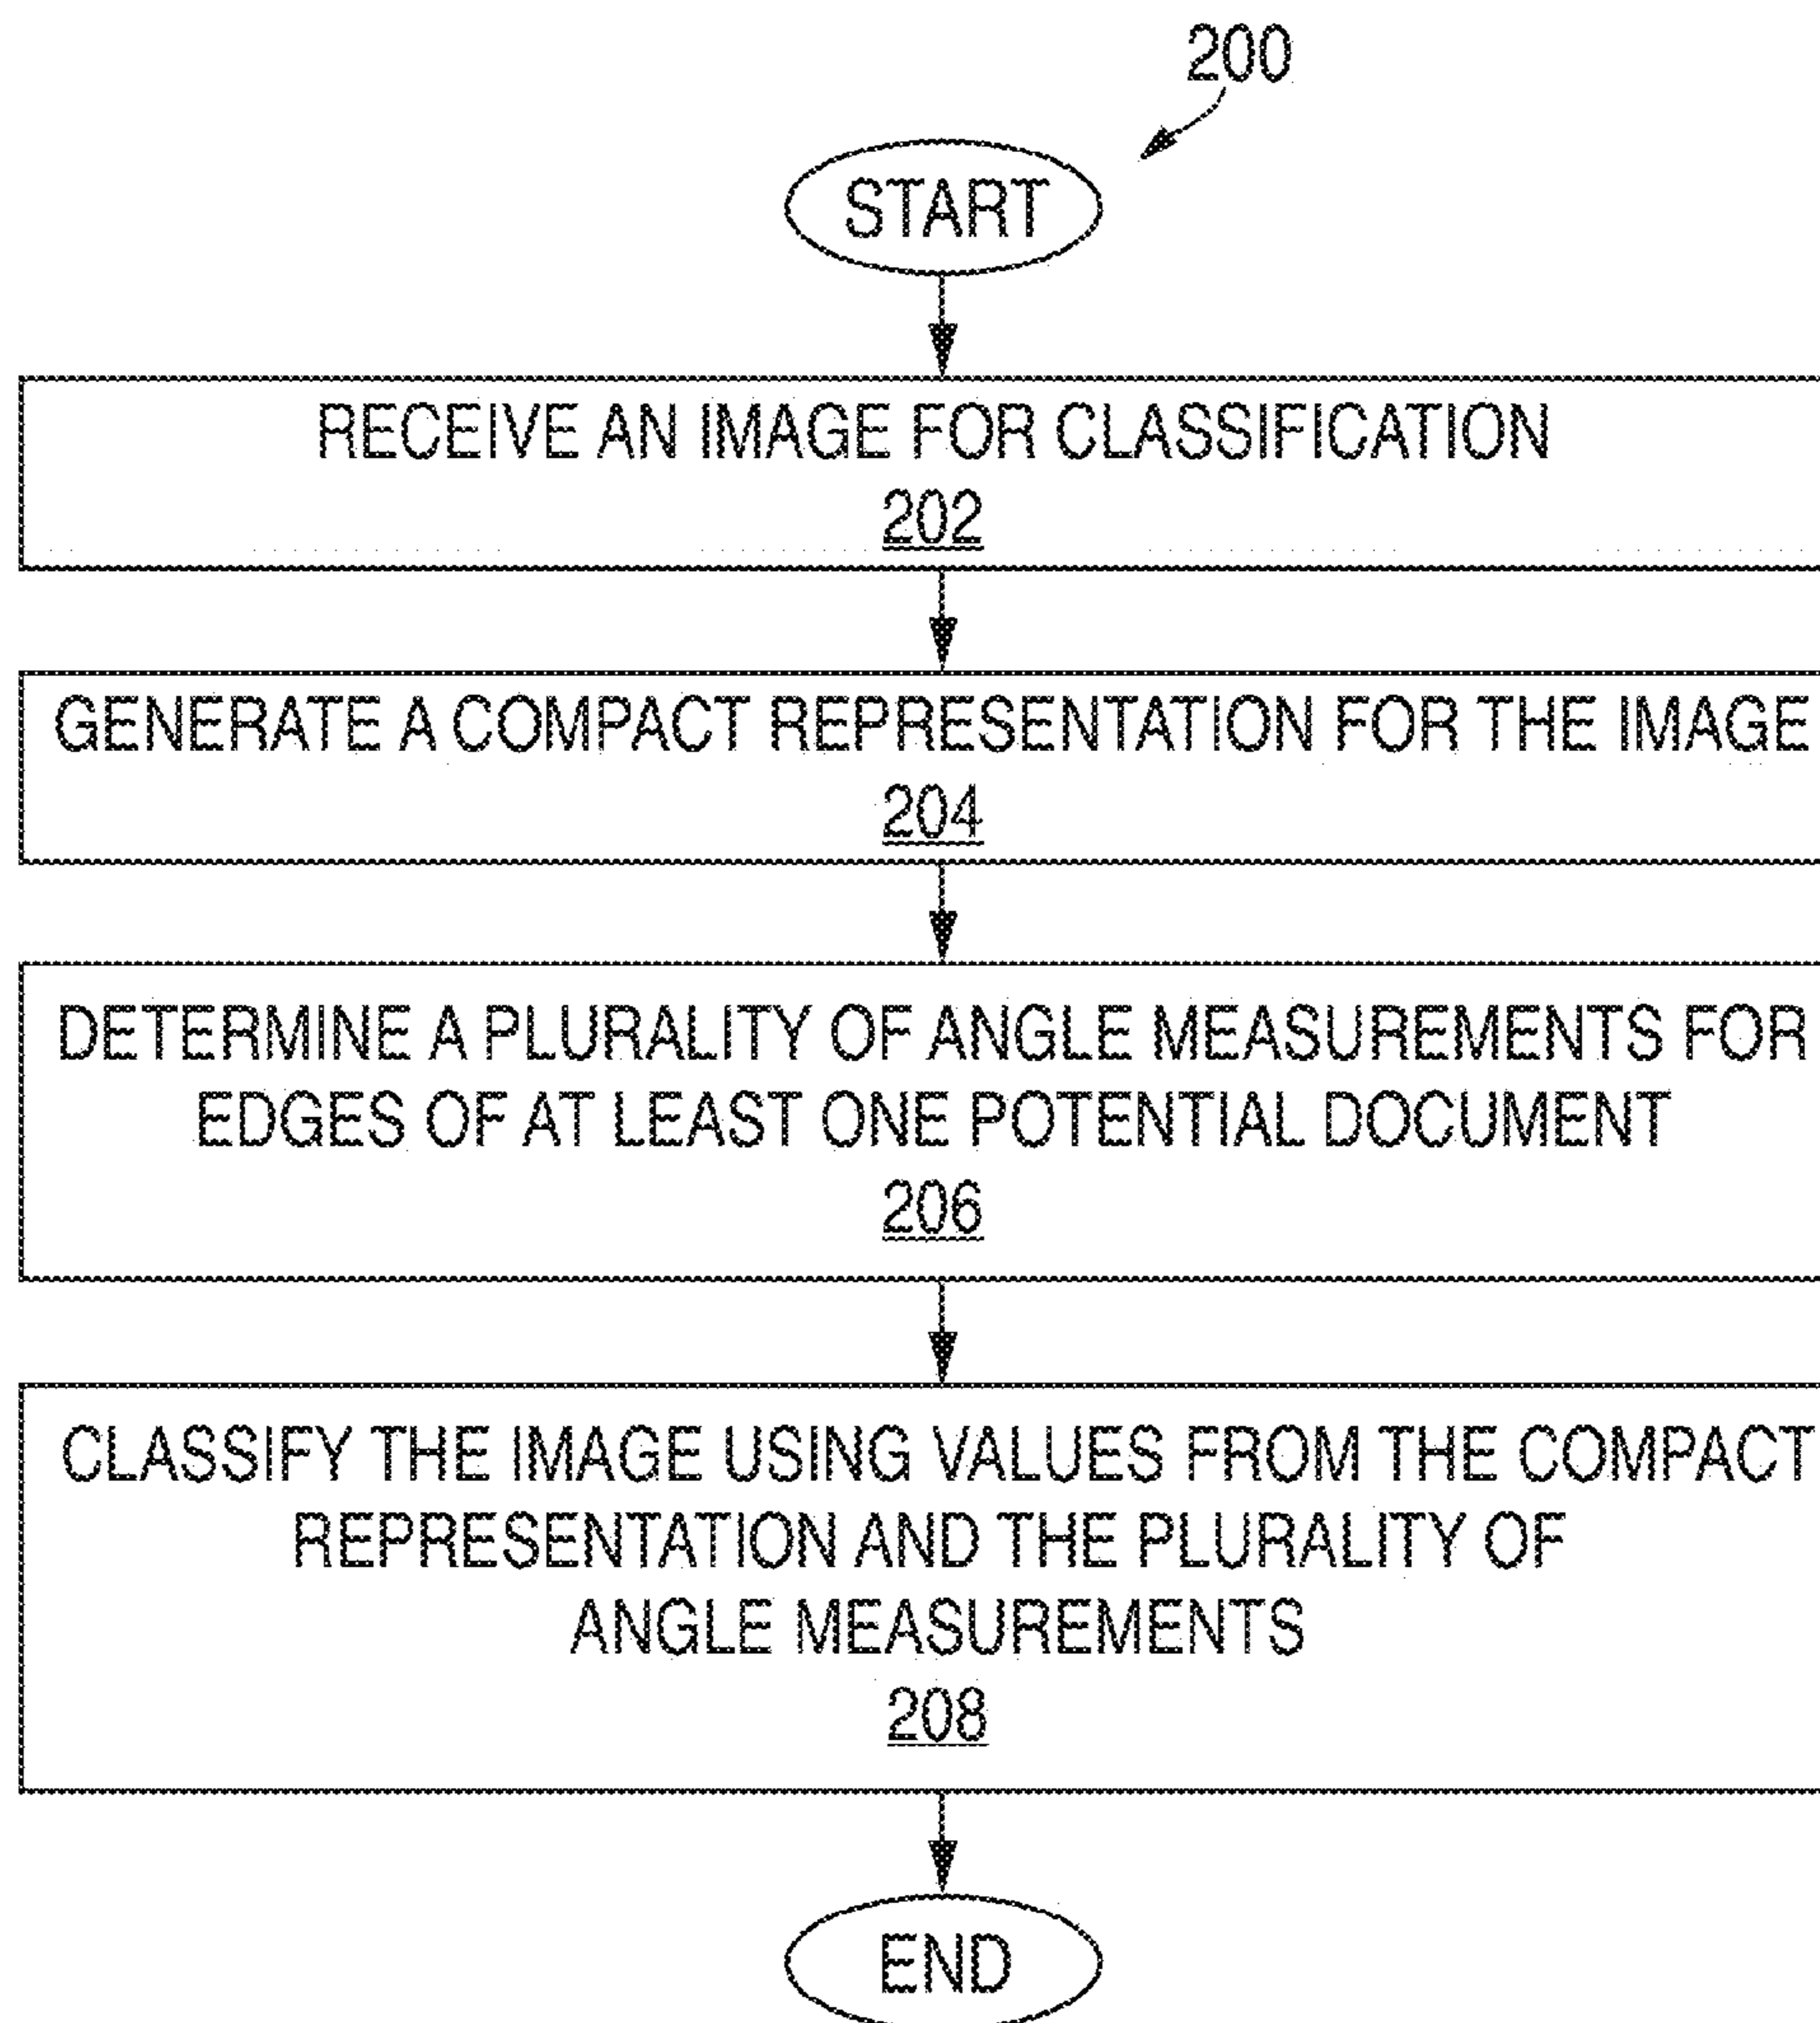 200
START
RECEIVE AN IMAGE FOR CLASSIFICATION
202
GENERATE A COMPACT REPRESENTATION FOR THE IMAGE
204
DETERMINE A PLURALITY OF ANGLE MEASUREMENTS FOR
EDGES OF AT LEAST ONE POTENTIAL DOCUMENT
206
CLASSIFY THE IMAGE USING VALUES FROM THE COMPACT
REPRESENTATION AND THE PLURALITY OF
ANGLE MEASUREMENTS
208
END